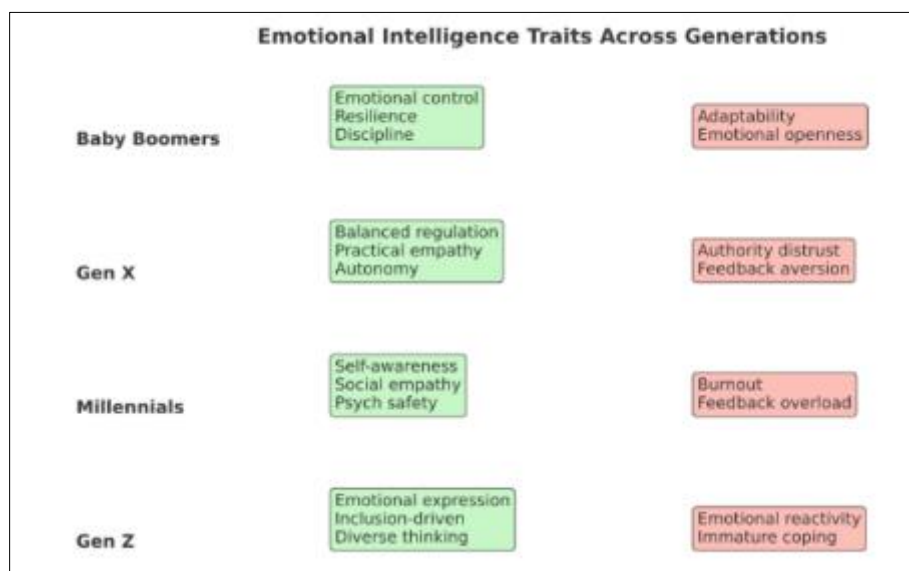 Emotional Intelligence Traits Across Generations
Baby Boomers
Emotional control
Resilience
Discipline
Adaptability
Emotional openness
Gen X
Balanced regulation
Practical empathy
Autonomy
Authority distrust
Feedback aversion
Millennials
Self-awareness
Social empathy
Psych safety
Burnout
Feedback overload
Gen Z
Emotional expression
Inclusion-driven
Diverse thinking
Emotional reactivity
Immature coping